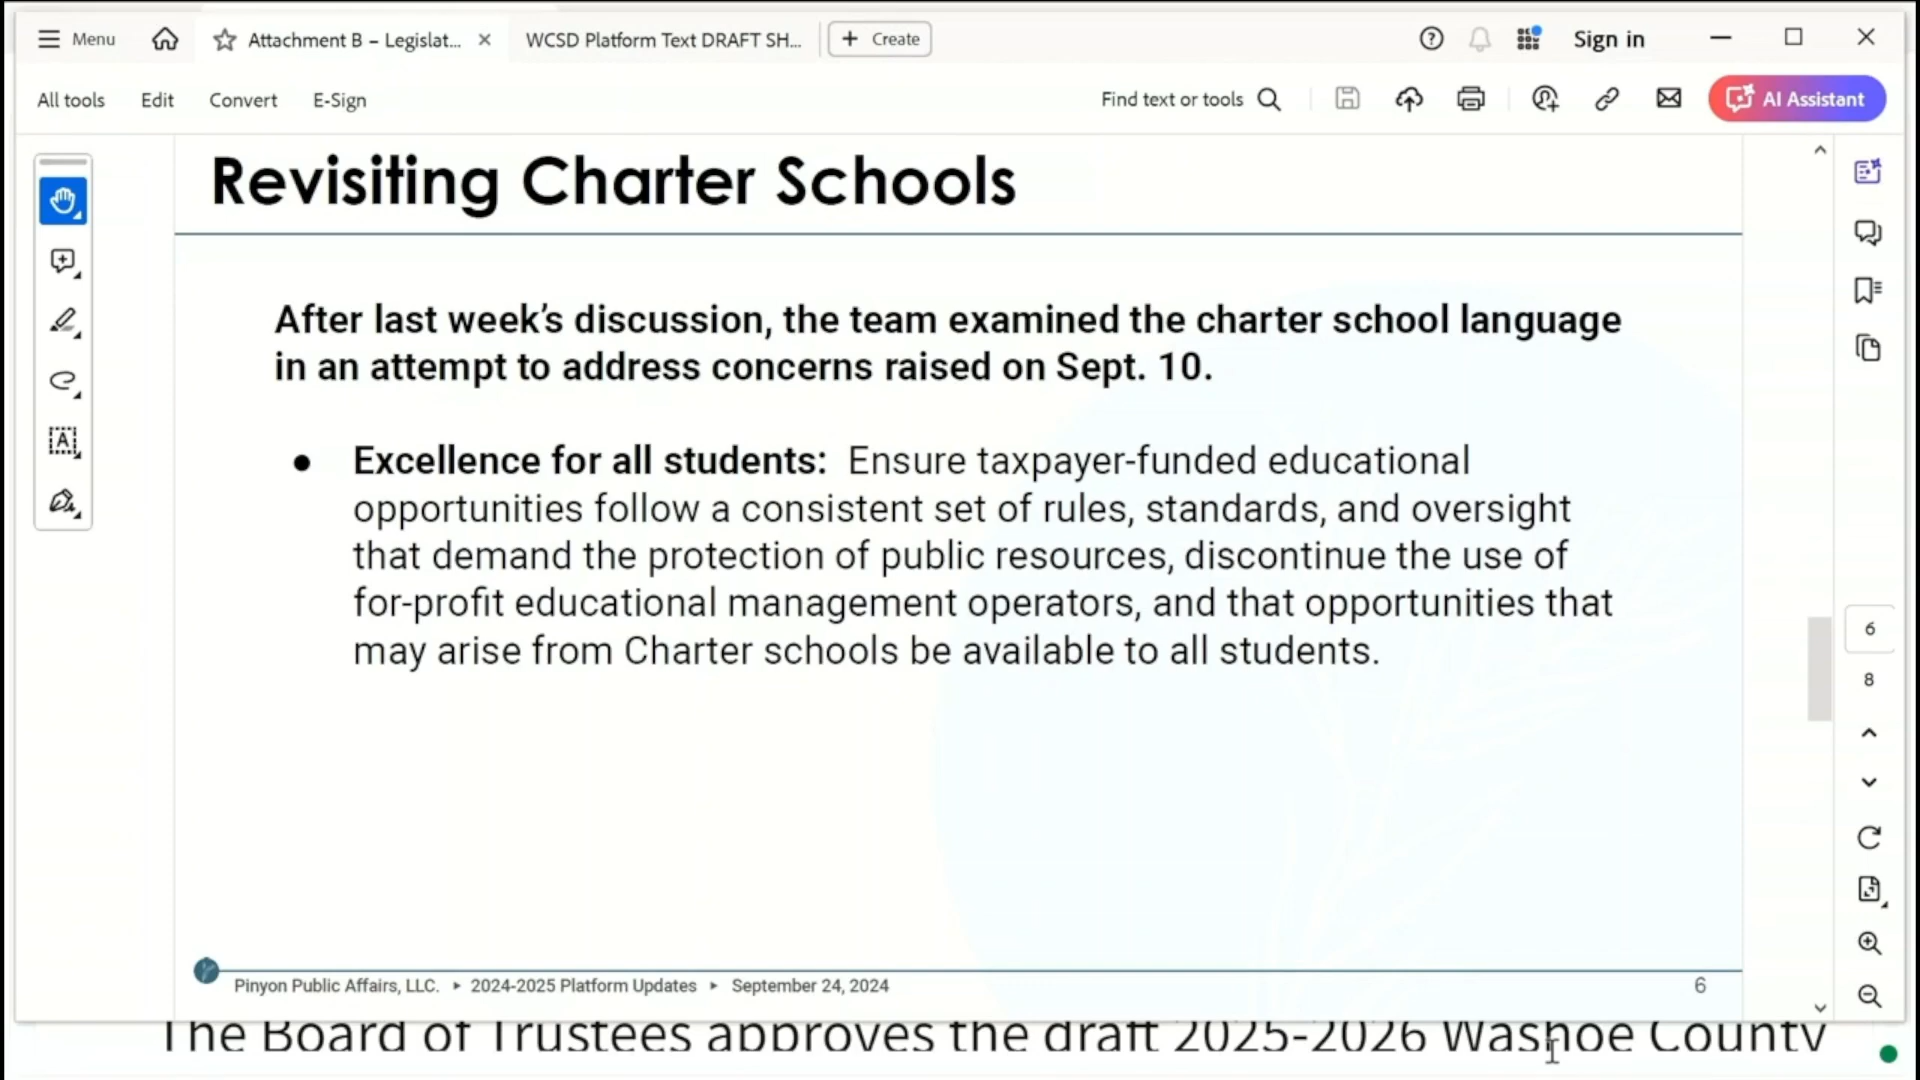 Menu
Attachment B – Legislat...
WCSD Platform Text DRAFT SH...
Create
Sign in
All tools
Edit
Convert
E-Sign
Find text or tools
AI Assistant
Revisiting Charter Schools
After last week's discussion, the team examined the charter school language
in an attempt to address concerns raised on Sept. 10.
● Excellence for all students: Ensure taxpayer-funded educational
opportunities follow a consistent set of rules, standards, and oversight
that demand the protection of public resources, discontinue the use of
for-profit educational management operators, and that opportunities that
may arise from Charter schools be available to all students.
6
8
Pinyon Public Affairs, LLC. ▸ 2024-2025 Platform Updates ▸ September 24, 2024
6
The Board of Trustees approves the draft 2025-2026 Washoe County